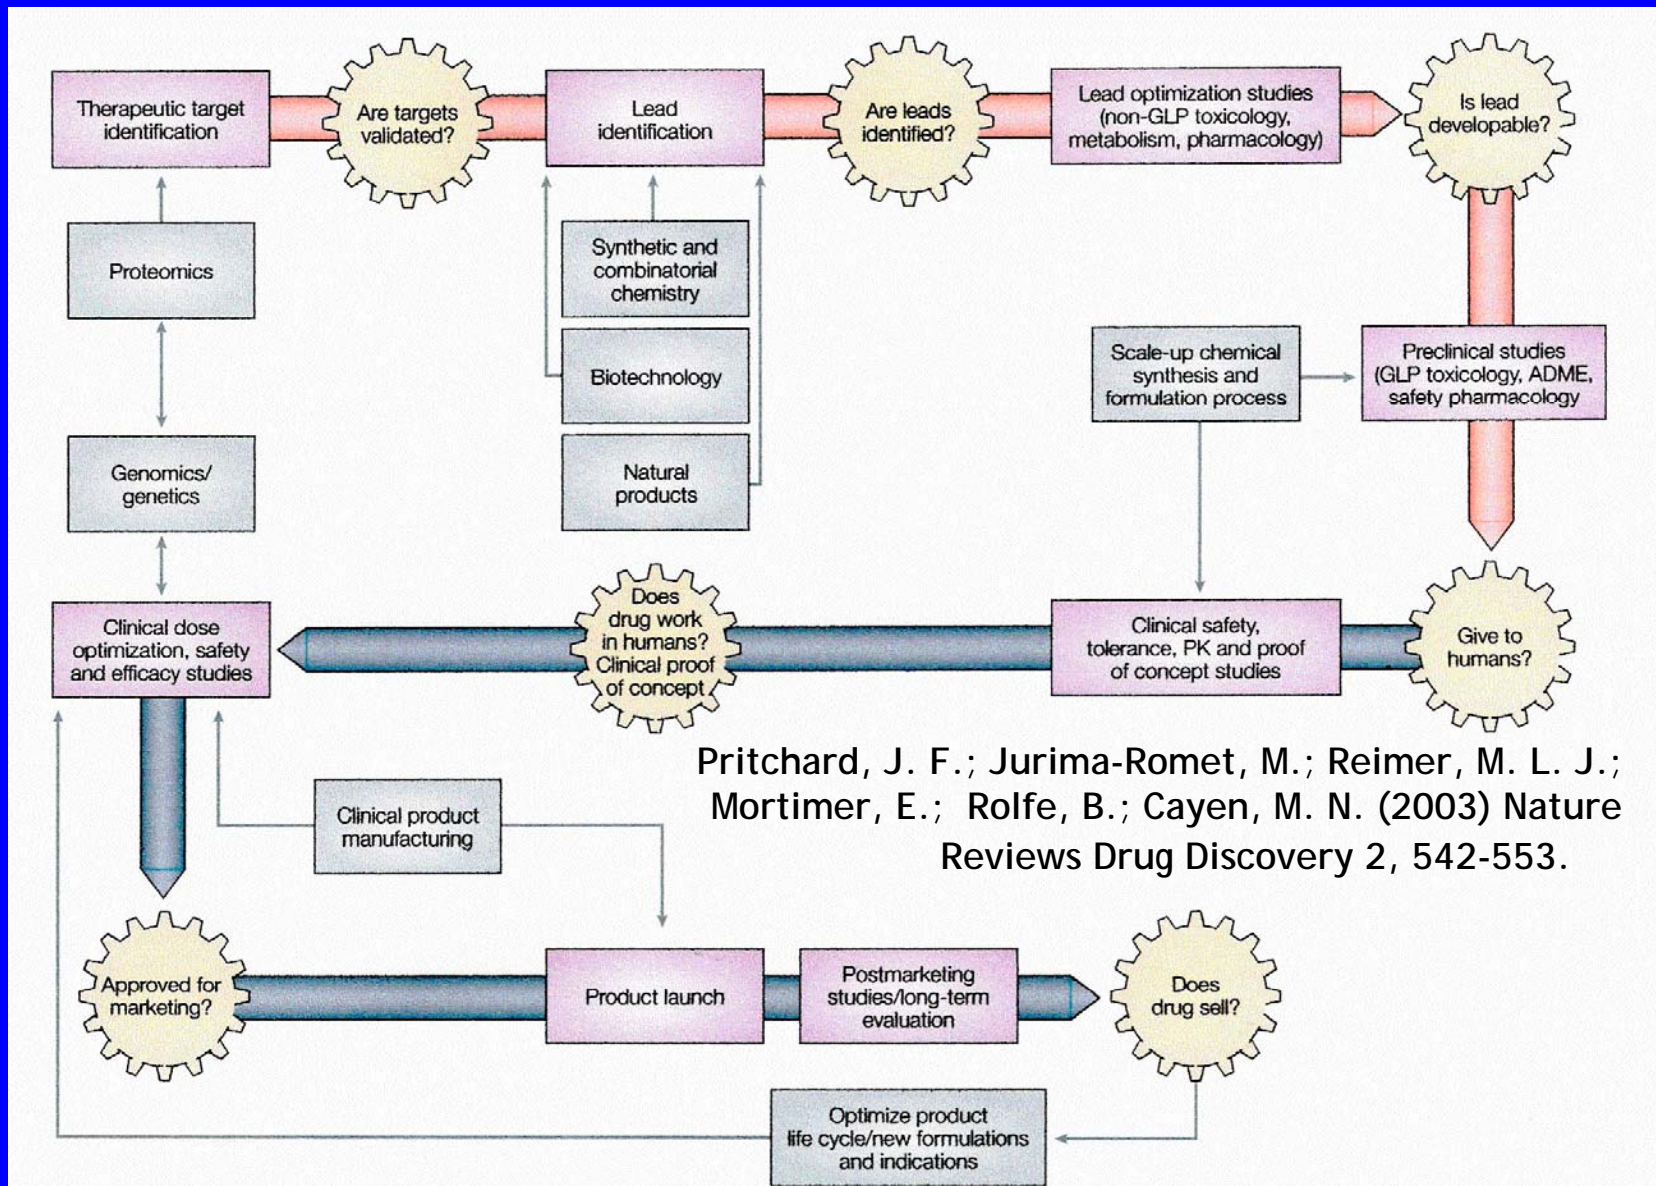 Therapeutic target
identification
Are targets
validated?
Lead
identification
Are leads
identified?
Lead optimization studies
(non-GLP toxicology,
metabolism, pharmacology)
Is lead
developable?
Proteomics
Synthetic and
combinatorial
chemistry
Biotechnology
Natural
products
Genomics/
genetics
Scale-up chemical
synthesis and
formulation process
Preclinical studies
(GLP toxicology, ADME,
safety pharmacology
Clinical dose
optimization, safety
and efficacy studies
Does
drug work
in humans?
Clinical proof
of concept
Clinical safety,
tolerance, PK and proof
of concept studies
Give to
humans?
Pritchard, J. F.; Jurima-Romet, M.; Reimer, M. L. J.;
Mortimer, E.; Rolfe, B.; Cayen, M. N. (2003) Nature
Reviews Drug Discovery 2, 542-553.
Clinical product
manufacturing
Approved for
marketing?
Product launch
Postmarketing
studies/long-term
evaluation
Does
drug sell?
Optimize product
life cycle/new formulations
and indications